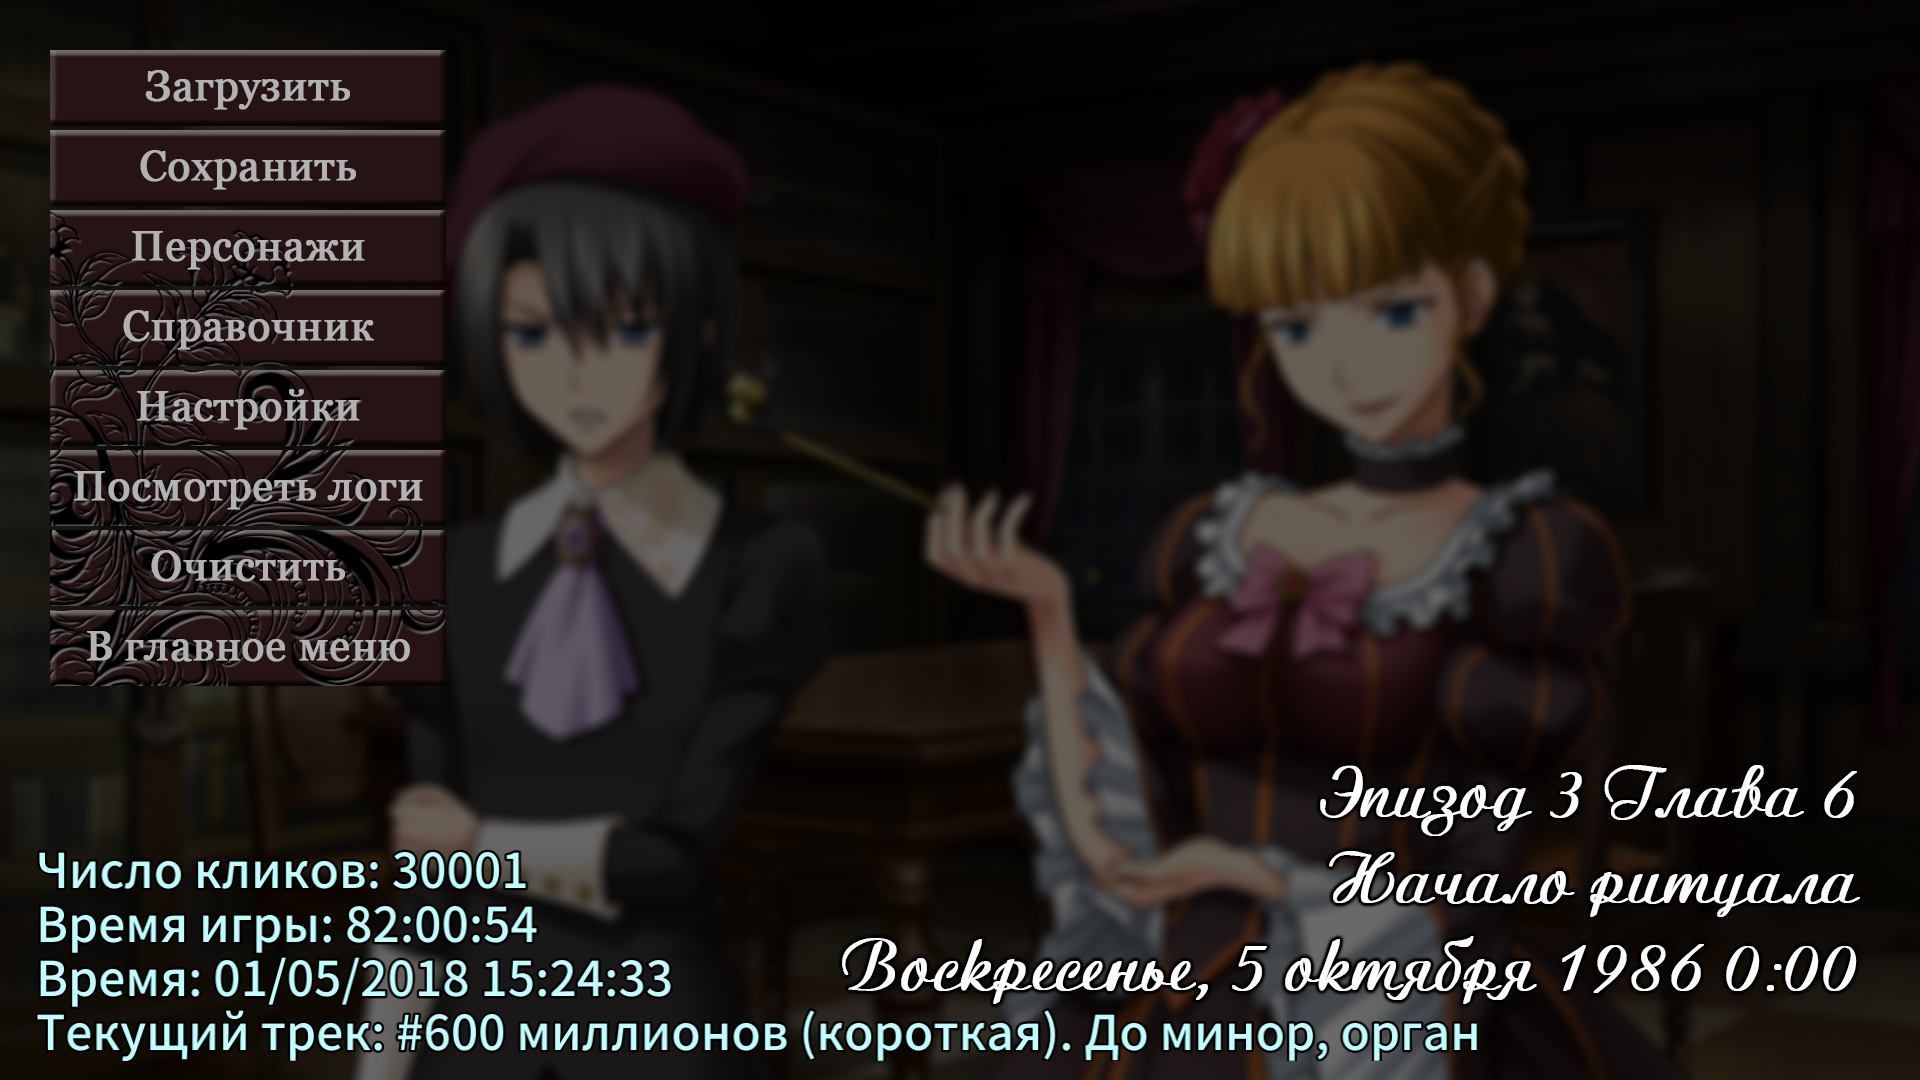 Загрузить
Сохранить
Персонажи
Справочник
Настройки
Посмотреть логи
Очистить
В главное меню
Эпизод 3 Глава 6
Начало ритуала
Воскресенье, 5 октября 1986 0:00
Число кликов: 30001
Время игры: 82:00:54
Время: 01/05/2018 15:24:33
Текущий трек: #600 миллионов (короткая). До минор, орган